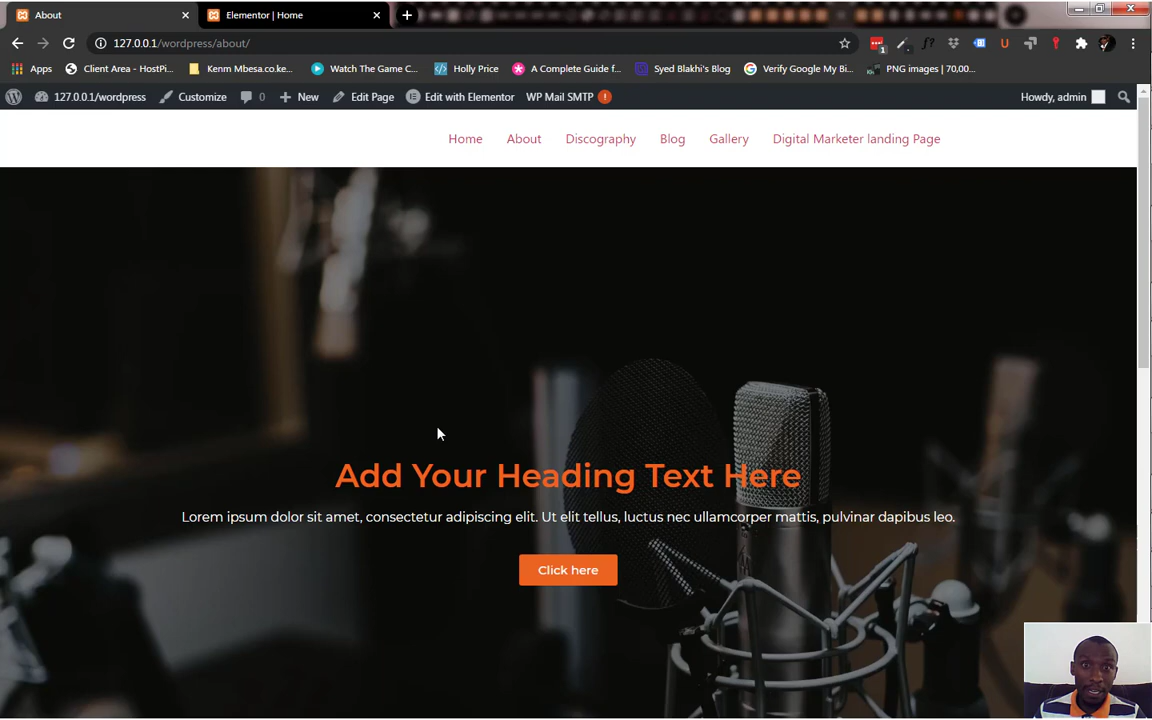 About
Elementor | Home
127.0.0.1/wordpress/about/
1
f?
U
Apps
Client Area - HostPi...
Kenm Mbesa.co.ke...
Watch The Game C...
Holly Price
A Complete Guide f...
Syed Blakhi's Blog
Verify Google My Bi...
PNG images | 70,00...
127.0.0.1/wordpress
Customize
0
New
Edit Page
Edit with Elementor
WP Mail SMTP !
Howdy, admin
Home
About
Discography
Blog
Gallery
Digital Marketer landing Page
Add Your Heading Text Here
Lorem ipsum dolor sit amet, consectetur adipiscing elit. Ut elit tellus, luctus nec ullamcorper mattis, pulvinar dapibus leo.
Click here